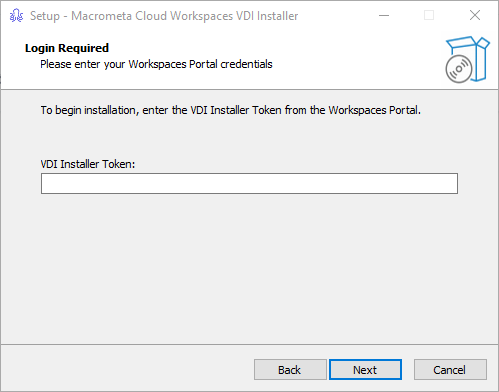 Setup - Macrometa Cloud Workspaces VDI Installer
Login Required
Please enter your Workspaces Portal credentials
To begin installation, enter the VDI Installer Token from the Workspaces Portal.
VDI Installer Token:
Back
Next
Cancel